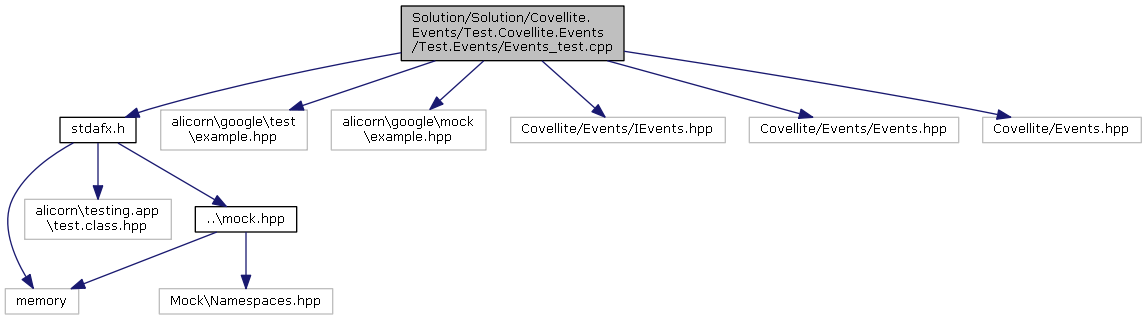 Solution/Solution/Covellite.
Events/Test.Covellite.Events
/Test.Events/Events_test.cpp
stdafx.h
alicorn\google\test
\example.hpp
alicorn\google\mock
\example.hpp
Covellite/Events/IEvents.hpp
Covellite/Events/Events.hpp
Covellite/Events.hpp
alicorn\testing.app
\test.class.hpp
..\mock.hpp
memory
Mock\Namespaces.hpp